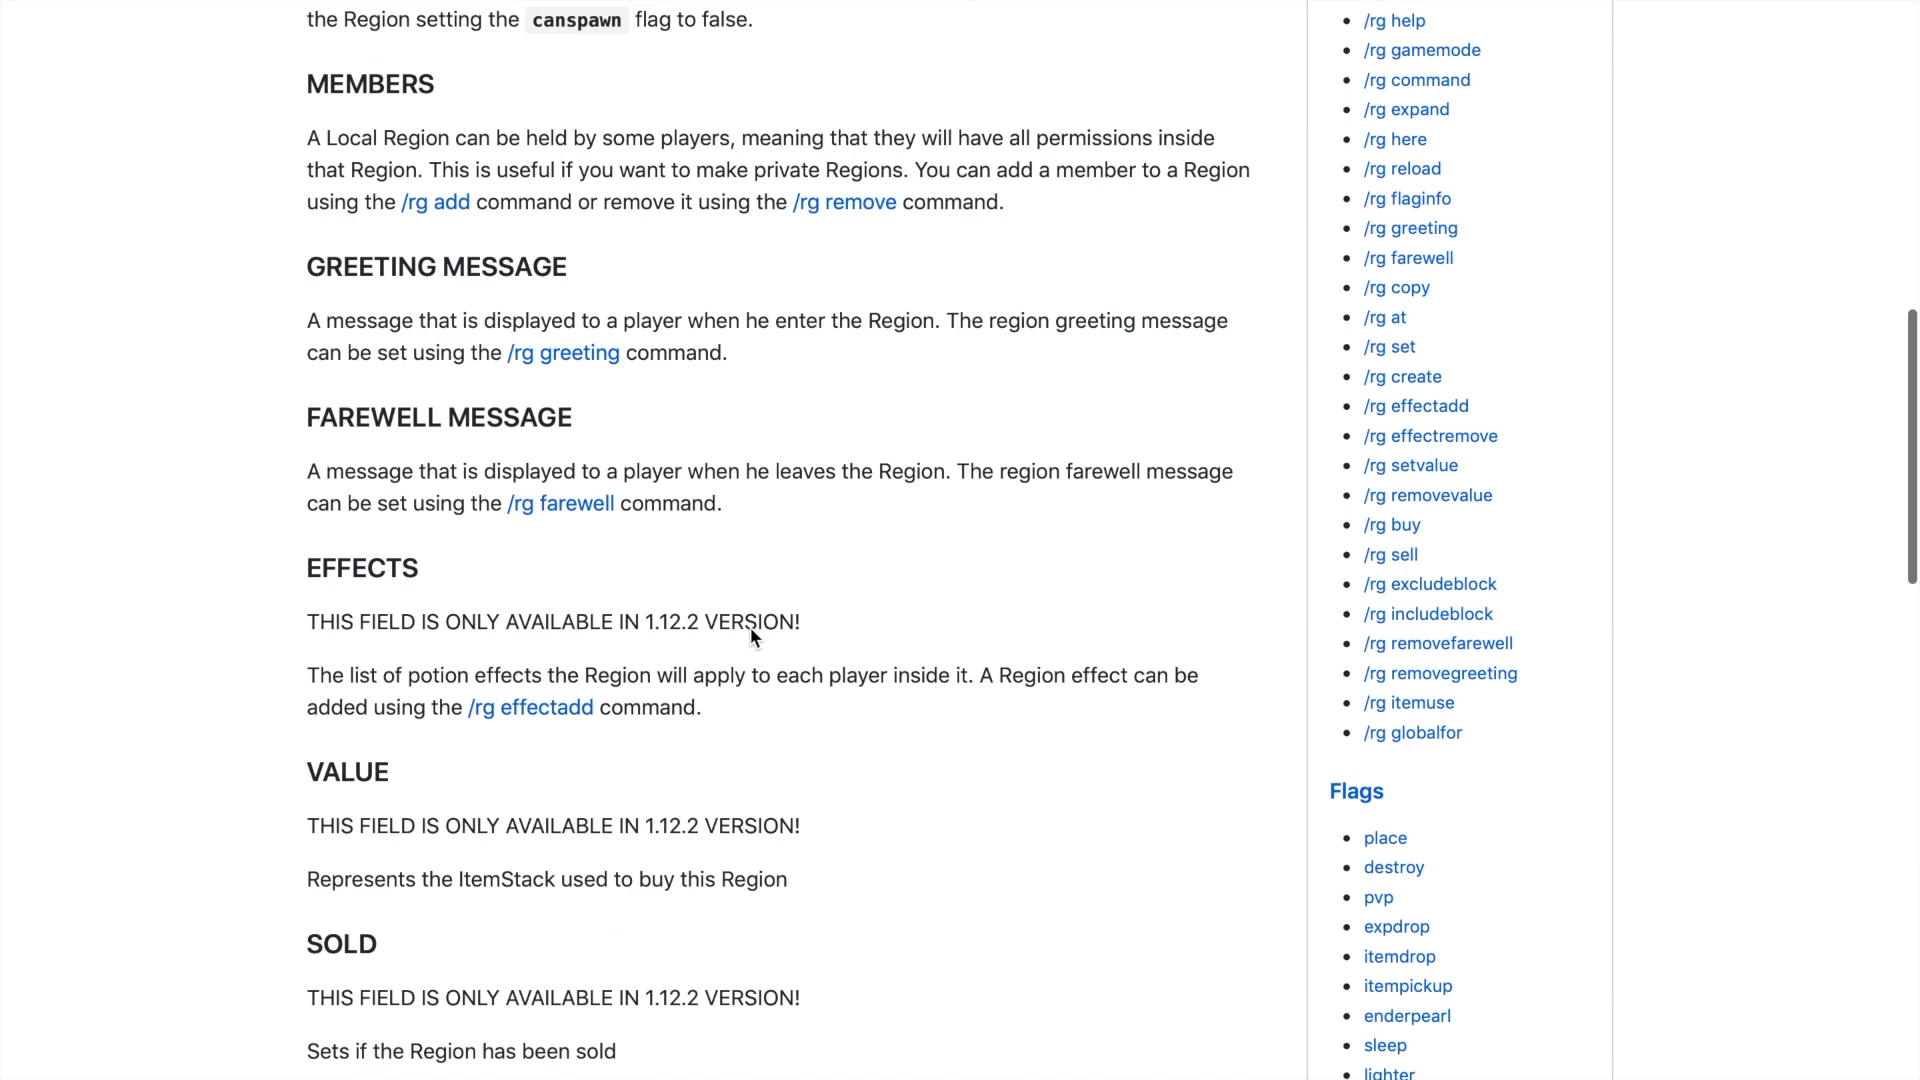 the Region setting the canspawn flag to false.
MEMBERS
A Local Region can be held by some players, meaning that they will have all permissions inside
that Region. This is useful if you want to make private Regions. You can add a member to a Region
using the /rg add command or remove it using the /rg remove command.
GREETING MESSAGE
A message that is displayed to a player when he enter the Region. The region greeting message
can be set using the /rg greeting command.
FAREWELL MESSAGE
A message that is displayed to a player when he leaves the Region. The region farewell message
can be set using the /rg farewell command.
EFFECTS
THIS FIELD IS ONLY AVAILABLE IN 1.12.2 VERSION!
The list of potion effects the Region will apply to each player inside it. A Region effect can be
added using the /rg effectadd command.
VALUE
THIS FIELD IS ONLY AVAILABLE IN 1.12.2 VERSION!
Represents the ItemStack used to buy this Region
SOLD
THIS FIELD IS ONLY AVAILABLE IN 1.12.2 VERSION!
Sets if the Region has been sold
/rg help
/rg gamemode
/rg command
/rg expand
/rg here
/rg reload
/rg flaginfo
/rg greeting
/rg farewell
/rg copy
/rg at
/rg set
/rg create
/rg effectadd
/rg effectremove
/rg setvalue
/rg removevalue
/rg buy
/rg sell
/rg excludeblock
/rg includeblock
/rg removefarewell
/rg removegreeting
/rg itemuse
/rg globalfor
Flags
place
destroy
pvp
expdrop
itemdrop
itempickup
enderpearl
sleep
lighter